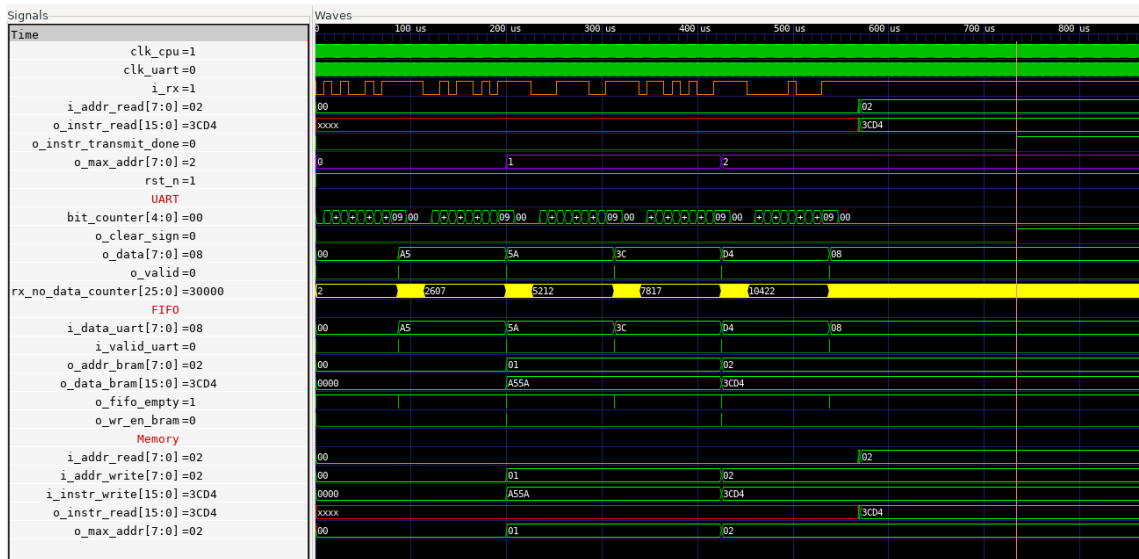 Signals Waves
Time 0 100 us 200 us 300 us 400 us 500 us 600 us 700 us 800 us
clk_cpu=1
clk_uart=0
i_rx=1
i_addr_read[7:0]=02 00 02
o_instr_read[15:0]=3CD4 xxxx 3CD4
o_instr_transmit_done=0
o_max_addr[7:0]=2 0 1 2
rst_n=1
UART
bit_counter[4:0]=00 +++++ 09 00 +++++ 09 00 +++++ 09 00 +++++ 09 00 +++++ 09 00
o_clear_sign=0
o_data[7:0]=08 00 A5 5A 3C D4 08
o_valid=0
rx_no_data_counter[25:0]=30000 2 2607 5212 7817 10422
FIFO
i_data_uart[7:0]=08 00 A5 5A 3C D4 08
i_valid_uart=0
o_addr_bram[7:0]=02 00 01 02
o_data_bram[15:0]=3CD4 0000 A55A 3CD4
o_fifo_empty=1
o_wr_en_bram=0
Memory
i_addr_read[7:0]=02 00 02
i_addr_write[7:0]=02 00 01 02
i_instr_write[15:0]=3CD4 0000 A55A 3CD4
o_instr_read[15:0]=3CD4 xxxx 3CD4
o_max_addr[7:0]=02 00 01 02